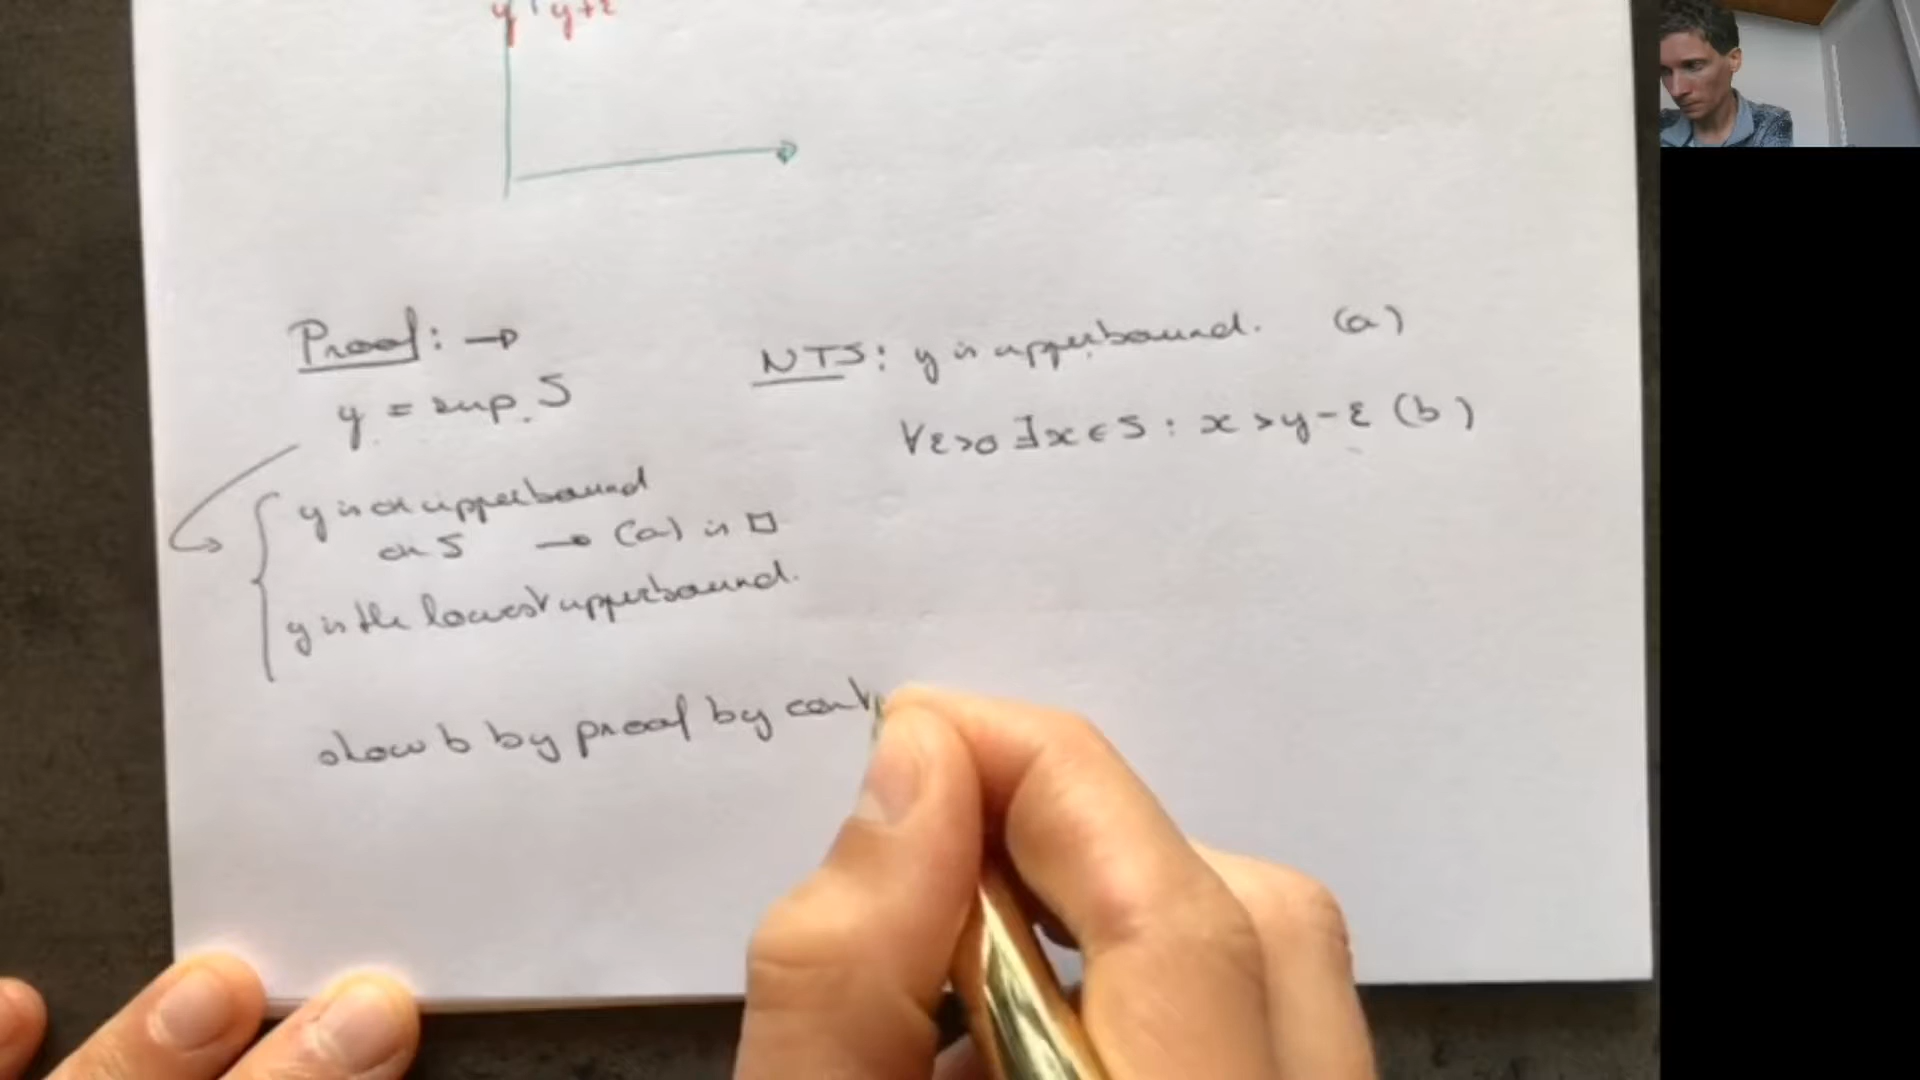 y y+ε
Proof: →
y = sup. S
NTS: y is upperbound. (a)
∀ε>0 ∃x∈S: x>y-ε (b)
y is an upperbound
on S → (a) is □
y is the lowest upperbound.
show b by proof by cont